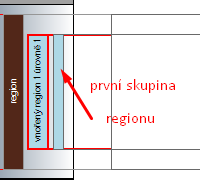 region
vnořený region 1 úrovně 1
první skupina
regionu